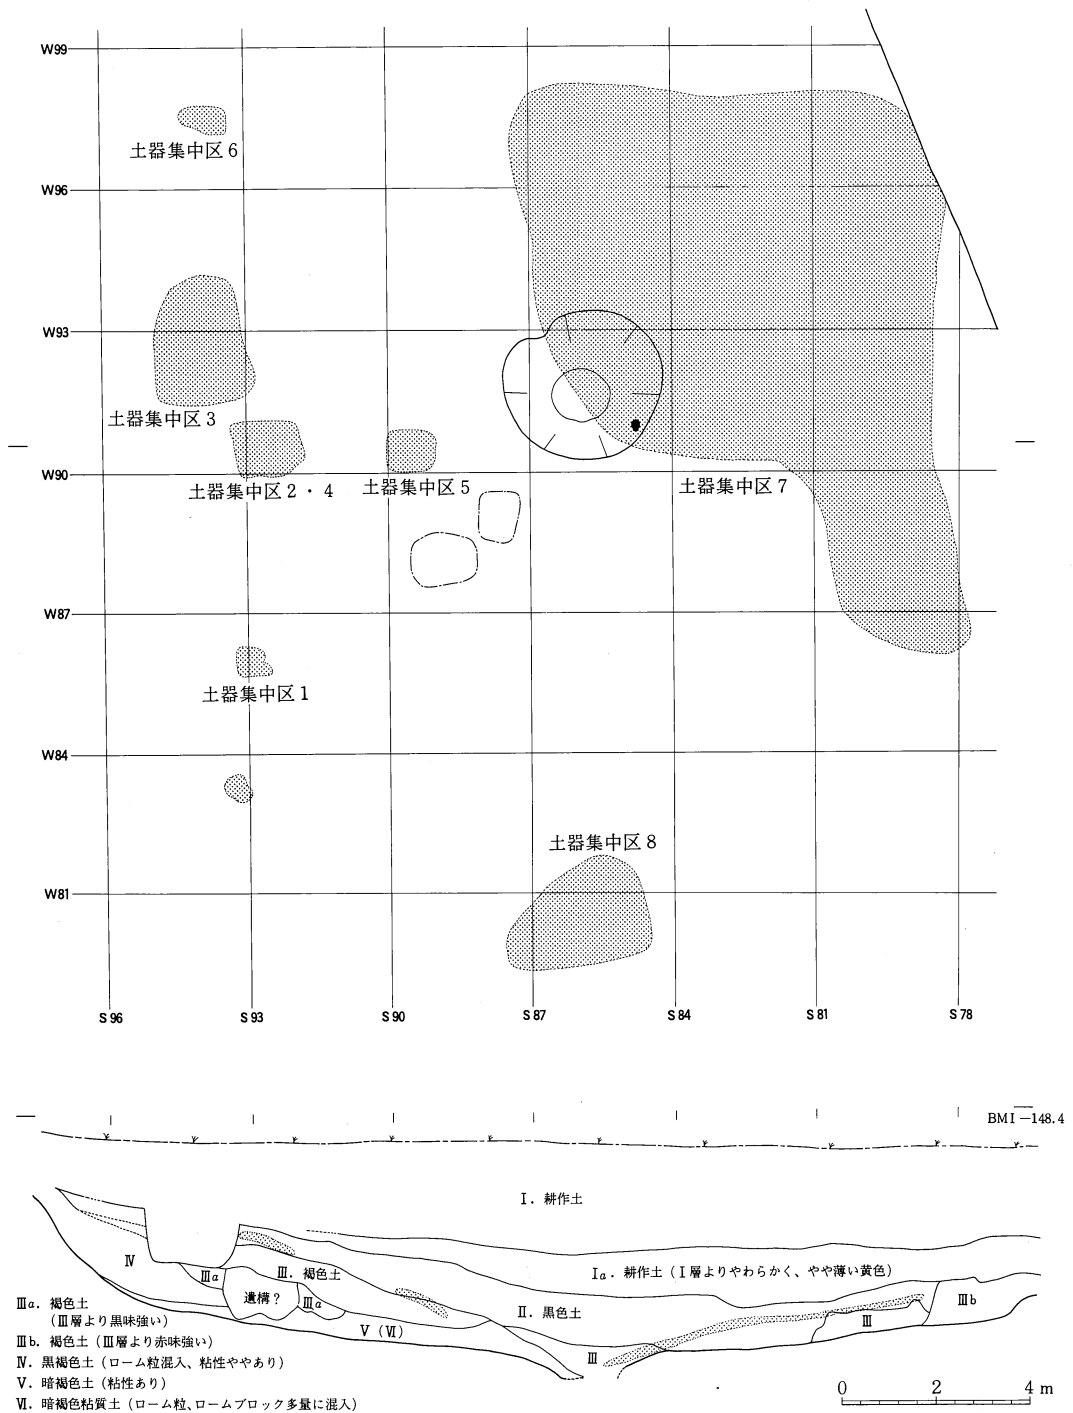 W99
土器集中区6
W96
W93
土器集中区3
W90
土器集中区2・4
土器集中区5
土器集中区7
W87
土器集中区1
W84
土器集中区8
W81
S96
S93
S90
S87
S84
S81
S78
BMⅠ−148.4
Ⅰ. 耕作土
Ⅰa. 耕作土(Ⅰ層よりやわらかく、やや薄い黄色)
Ⅳ
Ⅲa
Ⅲ. 褐色土
遺構?
Ⅲa
Ⅱ. 黒色土
Ⅲb
Ⅲ
Ⅴ(Ⅵ)
Ⅲ
Ⅲa. 褐色土
(Ⅲ層より黒味強い)
Ⅲb. 褐色土(Ⅲ層より赤味強い)
Ⅳ. 黒褐色土(ローム粒混入、粘性ややあり)
Ⅴ. 暗褐色土(粘性あり)
Ⅵ. 暗褐色粘質土(ローム粒、ロームブロック多量に混入)
0 2 4 m